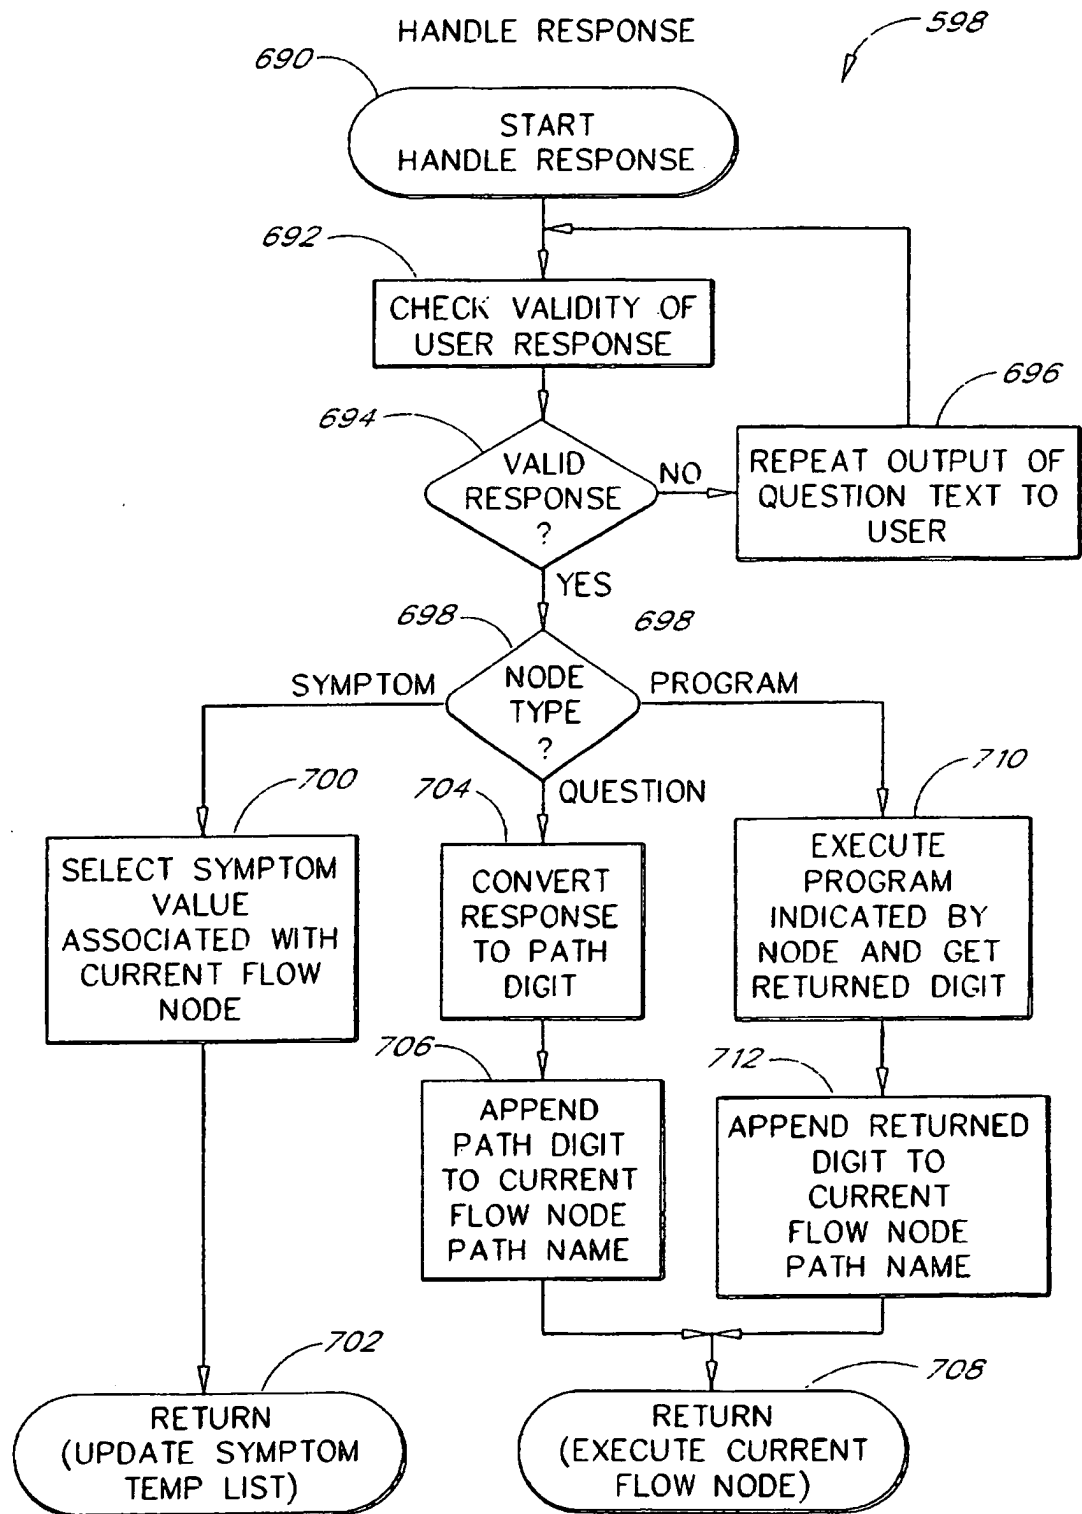 HANDLE RESPONSE
598
690
START
HANDLE RESPONSE
692
CHECK VALIDITY OF
USER RESPONSE
694
VALID
RESPONSE
?
NO
696
REPEAT OUTPUT OF
QUESTION TEXT TO
USER
YES
698
698
NODE
TYPE
?
SYMPTOM
PROGRAM
QUESTION
700
SELECT SYMPTOM
VALUE
ASSOCIATED WITH
CURRENT FLOW
NODE
704
CONVERT
RESPONSE
TO PATH
DIGIT
710
EXECUTE
PROGRAM
INDICATED BY
NODE AND GET
RETURNED DIGIT
706
APPEND
PATH DIGIT
TO CURRENT
FLOW NODE
PATH NAME
712
APPEND RETURNED
DIGIT TO
CURRENT
FLOW NODE
PATH NAME
702
RETURN
(UPDATE SYMPTOM
TEMP LIST)
708
RETURN
(EXECUTE CURRENT
FLOW NODE)